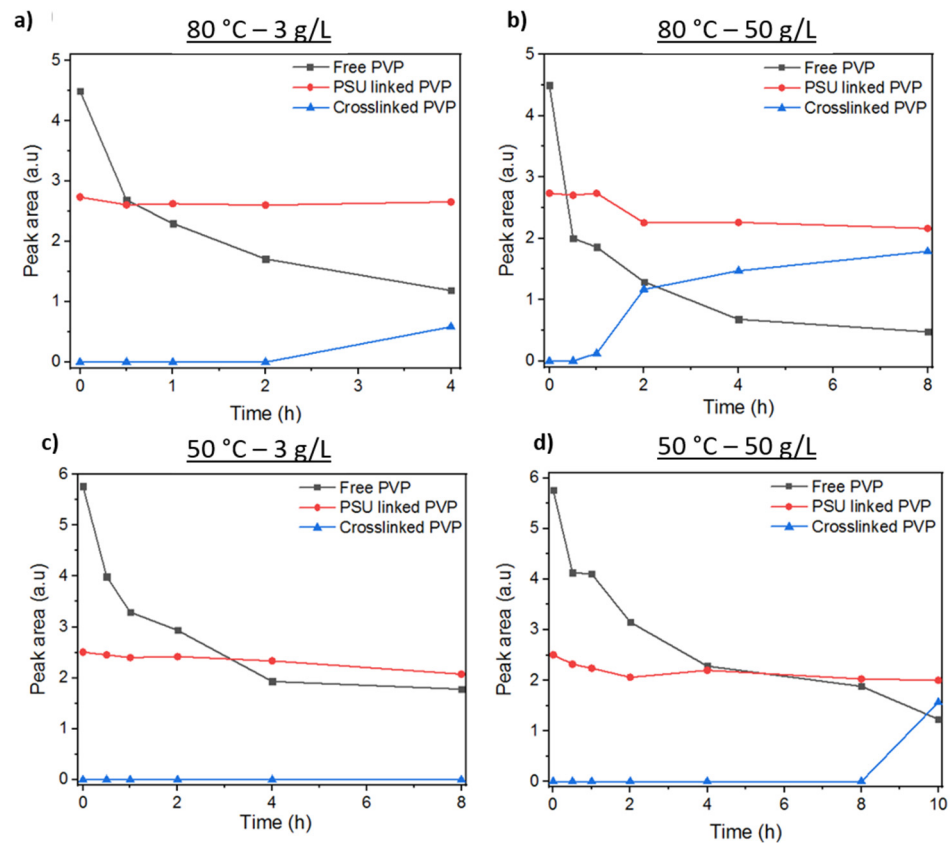 a)
80 °C – 3 g/L
Free PVP
PSU linked PVP
Crosslinked PVP
Peak area (a.u)
5
4
3
2
1
0
0 1 2 3 4
Time (h)
b)
80 °C – 50 g/L
Free PVP
PSU linked PVP
Crosslinked PVP
Peak area (a.u)
5
4
3
2
1
0
0 2 4 6 8
Time (h)
c)
50 °C – 3 g/L
Free PVP
PSU linked PVP
Crosslinked PVP
Peak area (a.u)
6
5
4
3
2
1
0
0 2 4 6 8
Time (h)
d)
50 °C – 50 g/L
Free PVP
PSU linked PVP
Crosslinked PVP
Peak area (a.u)
6
5
4
3
2
1
0
0 2 4 6 8 10
Time (h)